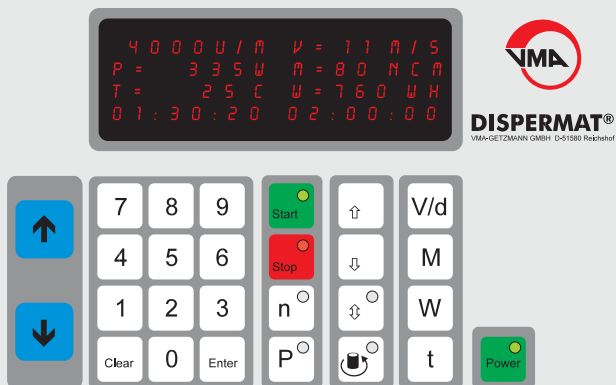 4000U/M V = 11 M/S
P = 335W M = 80 NCM
T = 25C W = 760 WH
01:30:20 02:00:00
VMA
DISPERMAT®
VMA-GETZMANN GMBH D-51580 Reichshof
7 8 9 Start V/d
4 5 6 Stop M
1 2 3 n W
Clear 0 Enter P t
Power